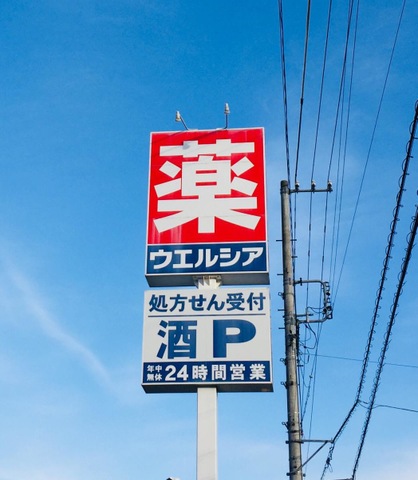 薬
ウエルシア
処方せん受付
酒P
年中無休24時間営業